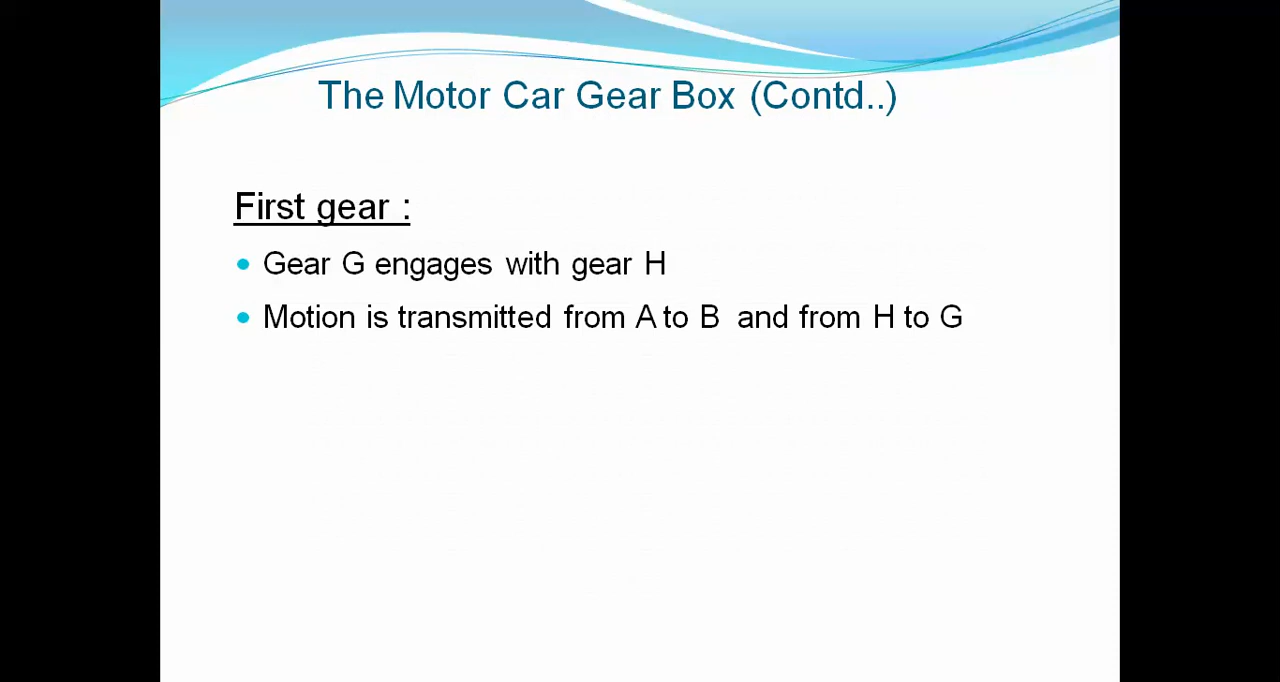 The Motor Car Gear Box (Contd..)
First gear :
Gear G engages with gear H
Motion is transmitted from A to B and from H to G